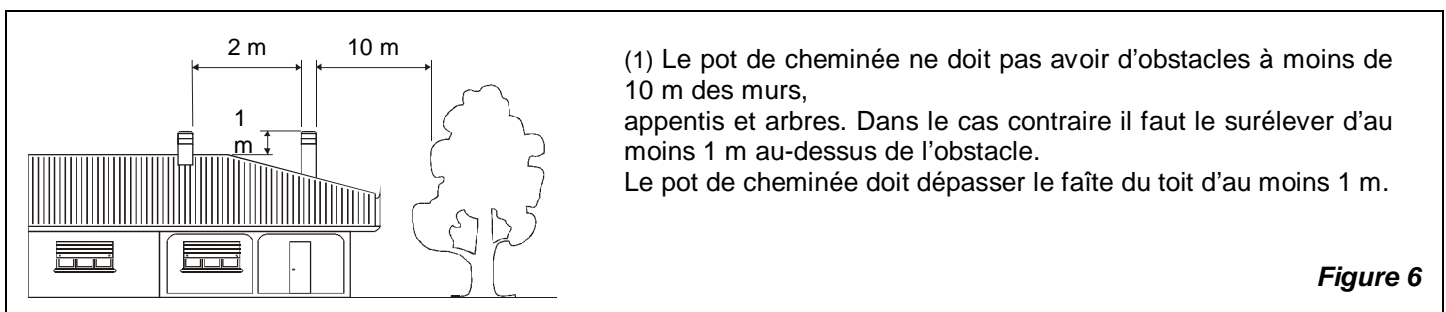 2 m 10 m
1
m
(1) Le pot de cheminée ne doit pas avoir d'obstacles à moins de
10 m des murs,
appentis et arbres. Dans le cas contraire il faut le surélever d'au
moins 1 m au-dessus de l'obstacle.
Le pot de cheminée doit dépasser le faîte du toit d'au moins 1 m.
Figure 6